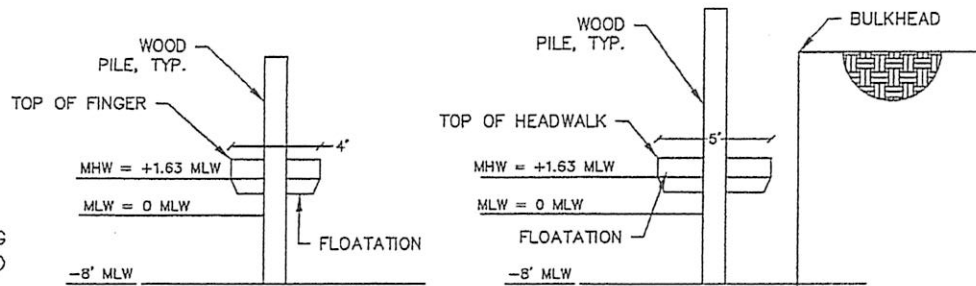 WOOD
PILE, TYP.
TOP OF FINGER
4'
MHW = +1.63 MLW
MLW = 0 MLW
FLOATATION
-8' MLW
G
)
WOOD
PILE, TYP.
BULKHEAD
TOP OF HEADWALK
5'
MHW = +1.63 MLW
MLW = 0 MLW
FLOATATION
-8' MLW